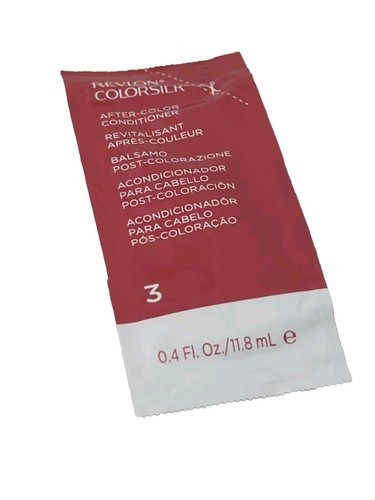 REVLON®
COLORSILK
AFTER-COLOR
CONDITIONER
REVITALISANT
APRÈS-COULEUR
BALSAMO
POST-COLORAZIONE
ACONDICIONADOR
PARA CABELLO
POST-COLORACIÓN
ACONDICIONADOR
PARA CABELO
PÓS-COLORAÇÃO
3
0.4 Fl. Oz./11.8 mL ℮